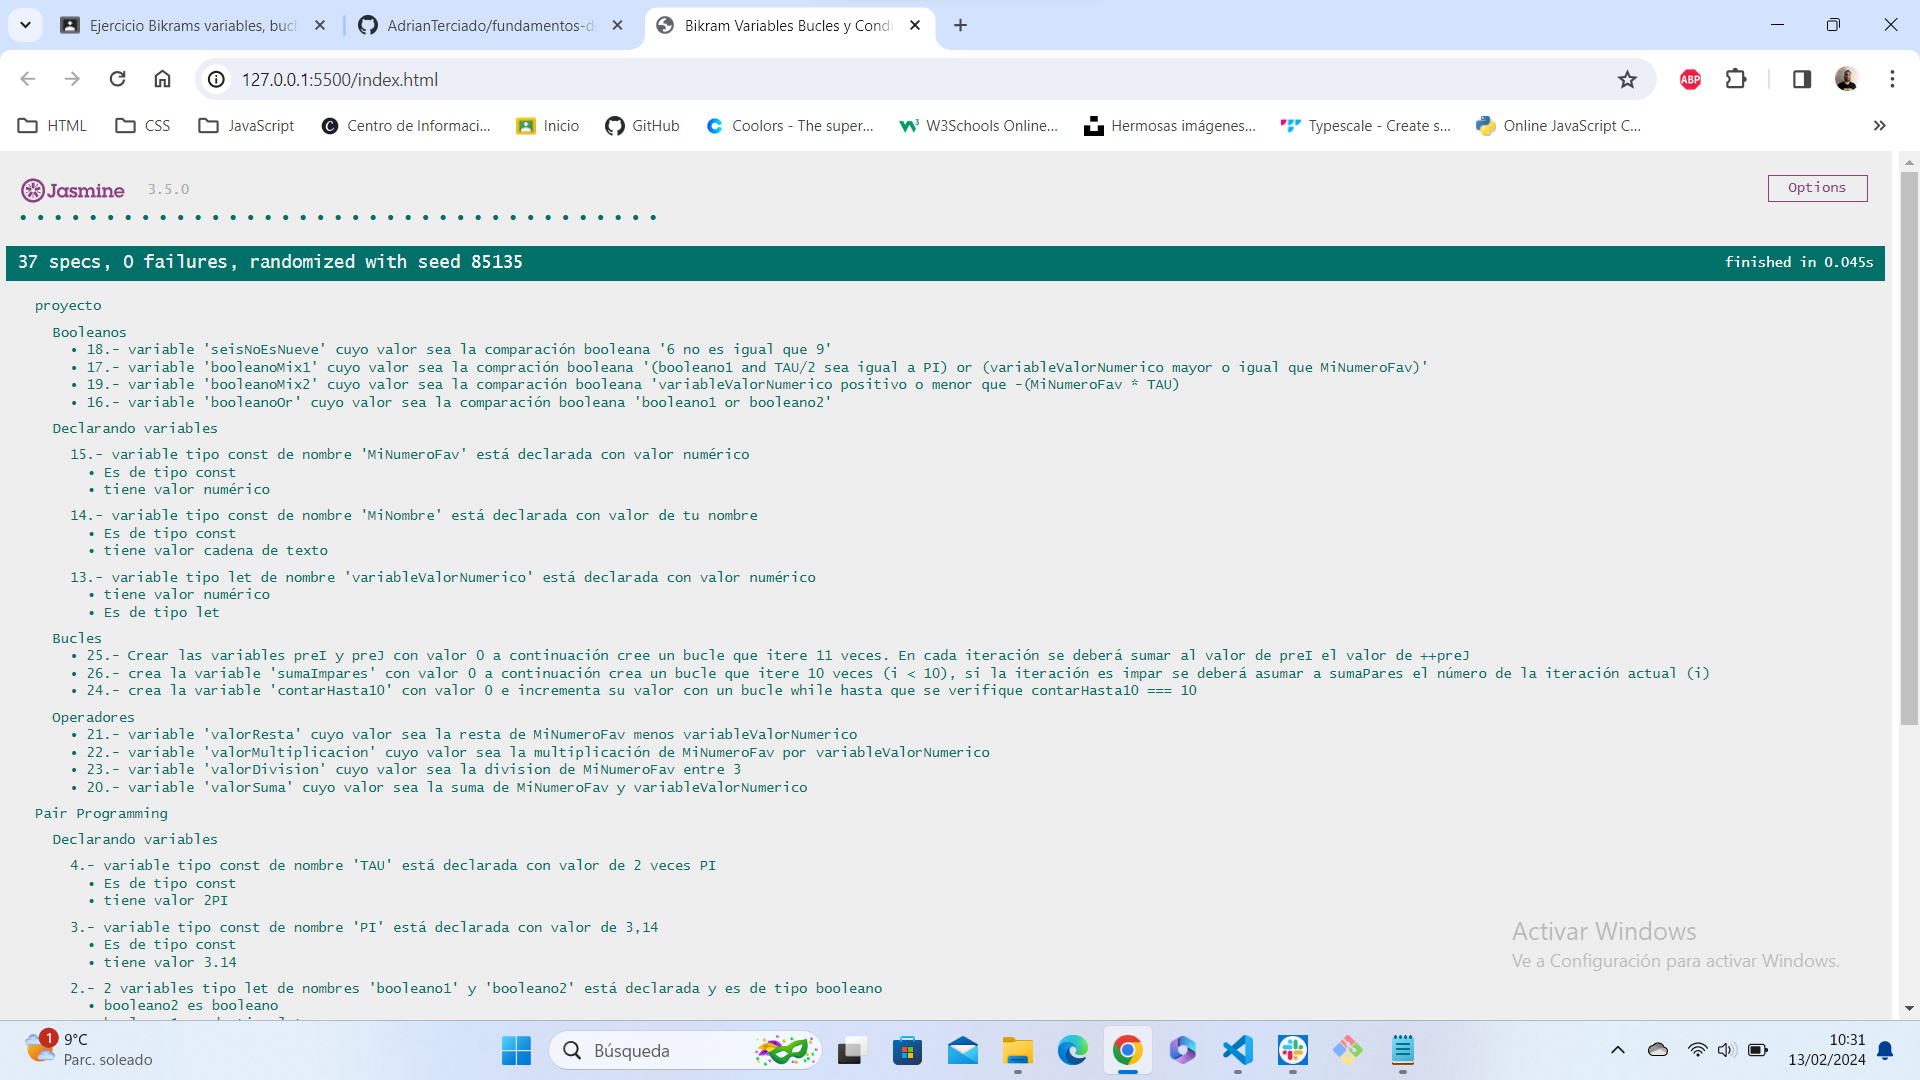 Ejercicio Bikrams variables, bucl
AdrianTerciado/fundamentos-d
Bikram Variables Bucles y Condi
127.0.0.1:5500/index.html
ABP
HTML
CSS
JavaScript
Centro de Informaci...
Inicio
GitHub
Coolors - The super...
W3Schools Online...
Hermosas imágenes...
Typescale - Create s...
Online JavaScript C...
Jasmine 3.5.0
Options
37 specs, 0 failures, randomized with seed 85135
finished in 0.045s
proyecto
Booleanos
• 18.- variable 'seisNoEsNueve' cuyo valor sea la comparación booleana '6 no es igual que 9'
• 17.- variable 'booleanoMix1' cuyo valor sea la compración booleana '(booleano1 and TAU/2 sea igual a PI) or (variableValorNumerico mayor o igual que MiNumeroFav)'
• 19.- variable 'booleanoMix2' cuyo valor sea la comparación booleana 'variableValorNumerico positivo o menor que -(MiNumeroFav * TAU)
• 16.- variable 'booleanoOr' cuyo valor sea la comparación booleana 'booleano1 or booleano2'
Declarando variables
15.- variable tipo const de nombre 'MiNumeroFav' está declarada con valor numérico
• Es de tipo const
• tiene valor numérico
14.- variable tipo const de nombre 'MiNombre' está declarada con valor de tu nombre
• Es de tipo const
• tiene valor cadena de texto
13.- variable tipo let de nombre 'variableValorNumerico' está declarada con valor numérico
• tiene valor numérico
• Es de tipo let
Bucles
• 25.- Crear las variables preI y preJ con valor 0 a continuación cree un bucle que itere 11 veces. En cada iteración se deberá sumar al valor de preI el valor de ++preJ
• 26.- crea la variable 'sumaImpares' con valor 0 a continuación crea un bucle que itere 10 veces (i < 10), si la iteración es impar se deberá asumar a sumaPares el número de la iteración actual (i)
• 24.- crea la variable 'contarHasta10' con valor 0 e incrementa su valor con un bucle while hasta que se verifique contarHasta10 === 10
Operadores
• 21.- variable 'valorResta' cuyo valor sea la resta de MiNumeroFav menos variableValorNumerico
• 22.- variable 'valorMultiplicacion' cuyo valor sea la multiplicación de MiNumeroFav por variableValorNumerico
• 23.- variable 'valorDivision' cuyo valor sea la division de MiNumeroFav entre 3
• 20.- variable 'valorSuma' cuyo valor sea la suma de MiNumeroFav y variableValorNumerico
Pair Programming
Declarando variables
4.- variable tipo const de nombre 'TAU' está declarada con valor de 2 veces PI
• Es de tipo const
• tiene valor 2PI
3.- variable tipo const de nombre 'PI' está declarada con valor de 3,14
• Es de tipo const
• tiene valor 3.14
2.- 2 variables tipo let de nombres 'booleano1' y 'booleano2' está declarada y es de tipo booleano
• booleano2 es booleano
Activar Windows
Ve a Configuración para activar Windows.
1
9°C
Parc. soleado
Búsqueda
10:31
13/02/2024